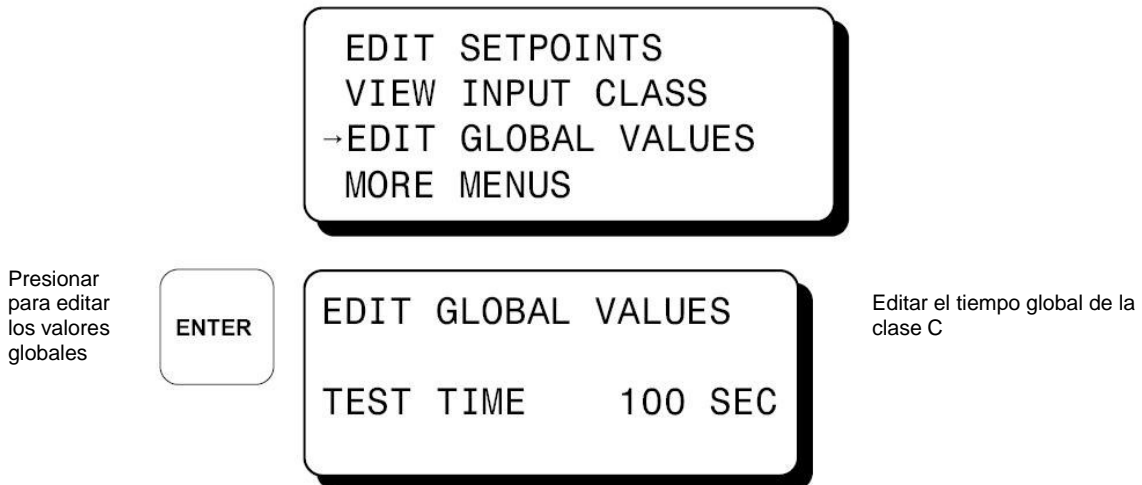 EDIT SETPOINTS
VIEW INPUT CLASS
→EDIT GLOBAL VALUES
MORE MENUS
Presionar
para editar
los valores
globales
ENTER
EDIT GLOBAL VALUES
TEST TIME 100 SEC
Editar el tiempo global de la
clase C